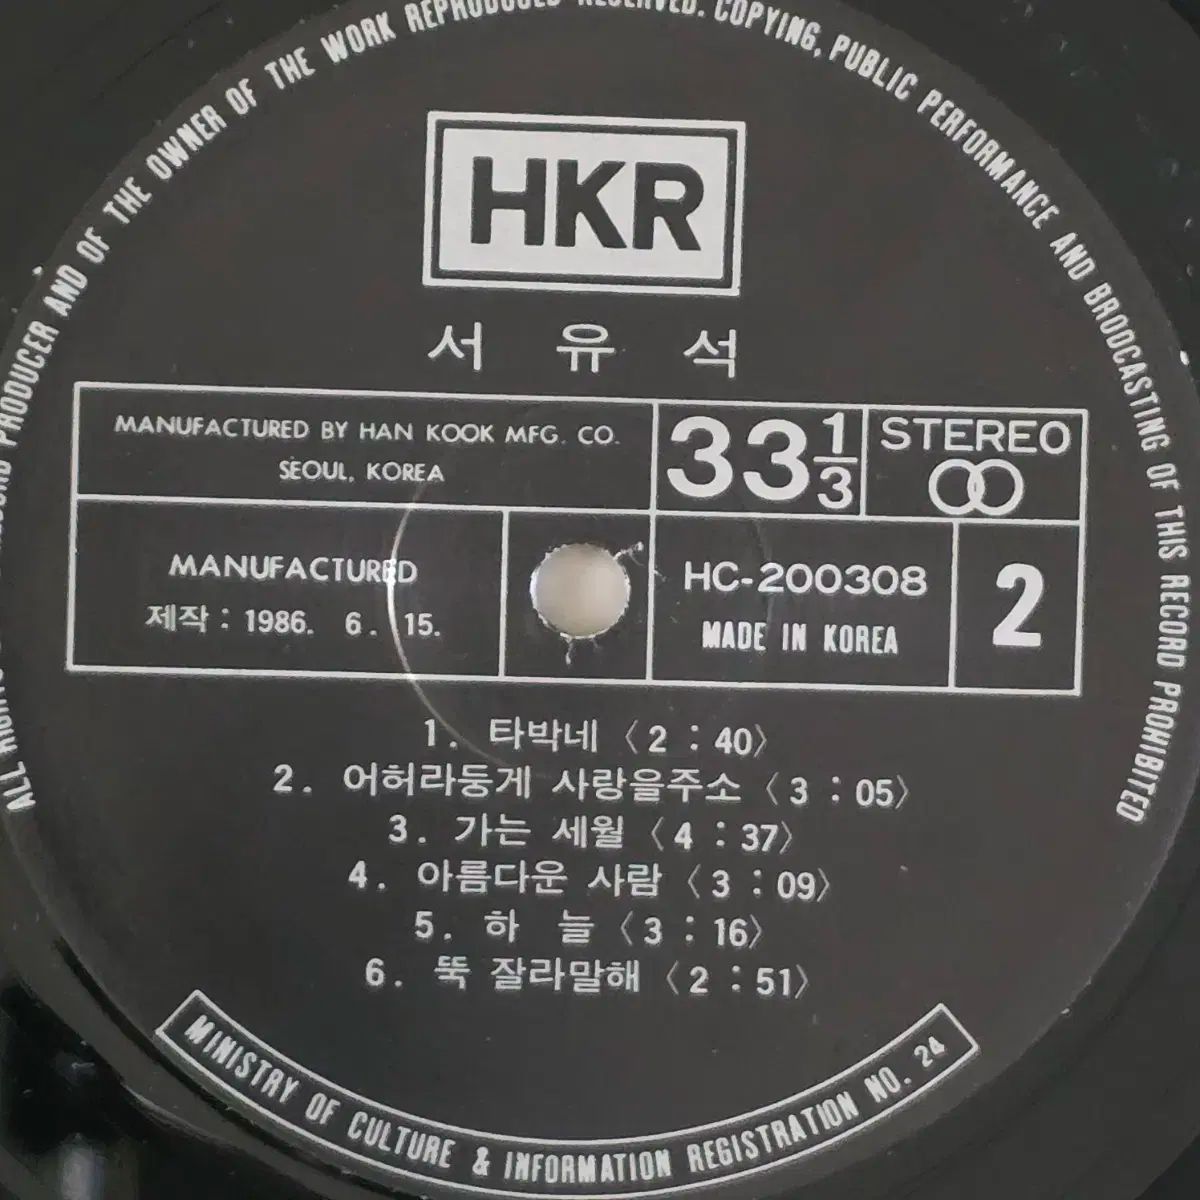 ALL RIGHTS OF THE RECORD PRODUCER AND OF THE OWNER OF THE WORK REPRODUCED RESERVED. COPYING, PUBLIC PERFORMANCE AND BRODCASTING OF THIS RECORD PROHIBITED
HKR
서 유 석
MANUFACTURED BY HAN KOOK MFG. CO.
SEOUL, KOREA
33 1/3
STEREO
MANUFACTURED
제작 : 1986. 6. 15.
HC-200308
MADE IN KOREA
2
1. 타박네 〈2 : 40〉
2. 어허라둥게 사랑을주소 〈3 : 05〉
3. 가는 세월 〈4 : 37〉
4. 아름다운 사람 〈3 : 09〉
5. 하 늘 〈3 : 16〉
6. 뚝 잘라말해 〈2 : 51〉
MINISTRY OF CULTURE & INFORMATION REGISTRATION NO. 24